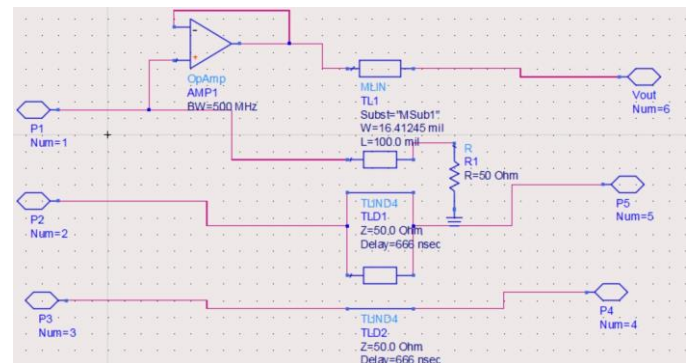 -
+
OpAmp
AMP1
BW=500 MHz
MLIN
TL1
Subst="MSub1"
W=16.41245 mil
L=100.0 mil
Vout
Num=6
P1
Num=1
R
R1
R=50 Ohm
TLIND4
TLD1
Z=50.0 Ohm
Delay=666 nsec
P2
Num=2
P5
Num=5
P3
Num=3
TLIND4
TLD2
Z=50.0 Ohm
Delay=666 nsec
P4
Num=4